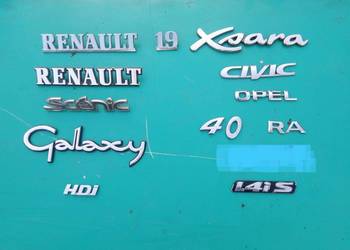 RENAULT 19 Xsara
RENAULT CIVIC
Scénic OPEL
Galaxy 40 RA
HDi 1.4i S